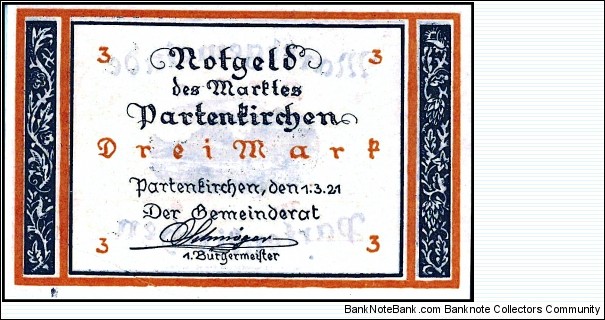 3 3
Notgeld
des Marktes
Partenkirchen
Drei Mark
Partenkirchen, den 1.3.21
Der Gemeinderat
1. Bürgermeister
3 3
BankNoteBank.com - Banknote Collectors Community